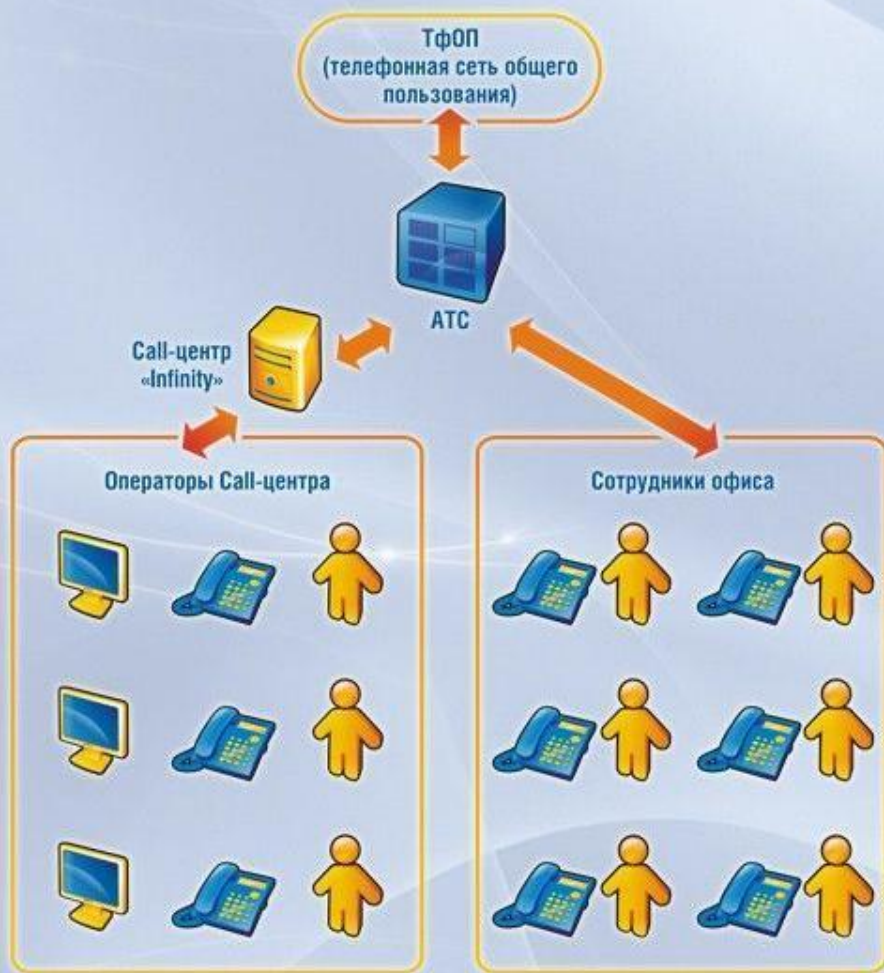 ТфОП
(телефонная сеть общего
пользования)
АТС
Call-центр
«Infinity»
Операторы Call-центра
Сотрудники офиса